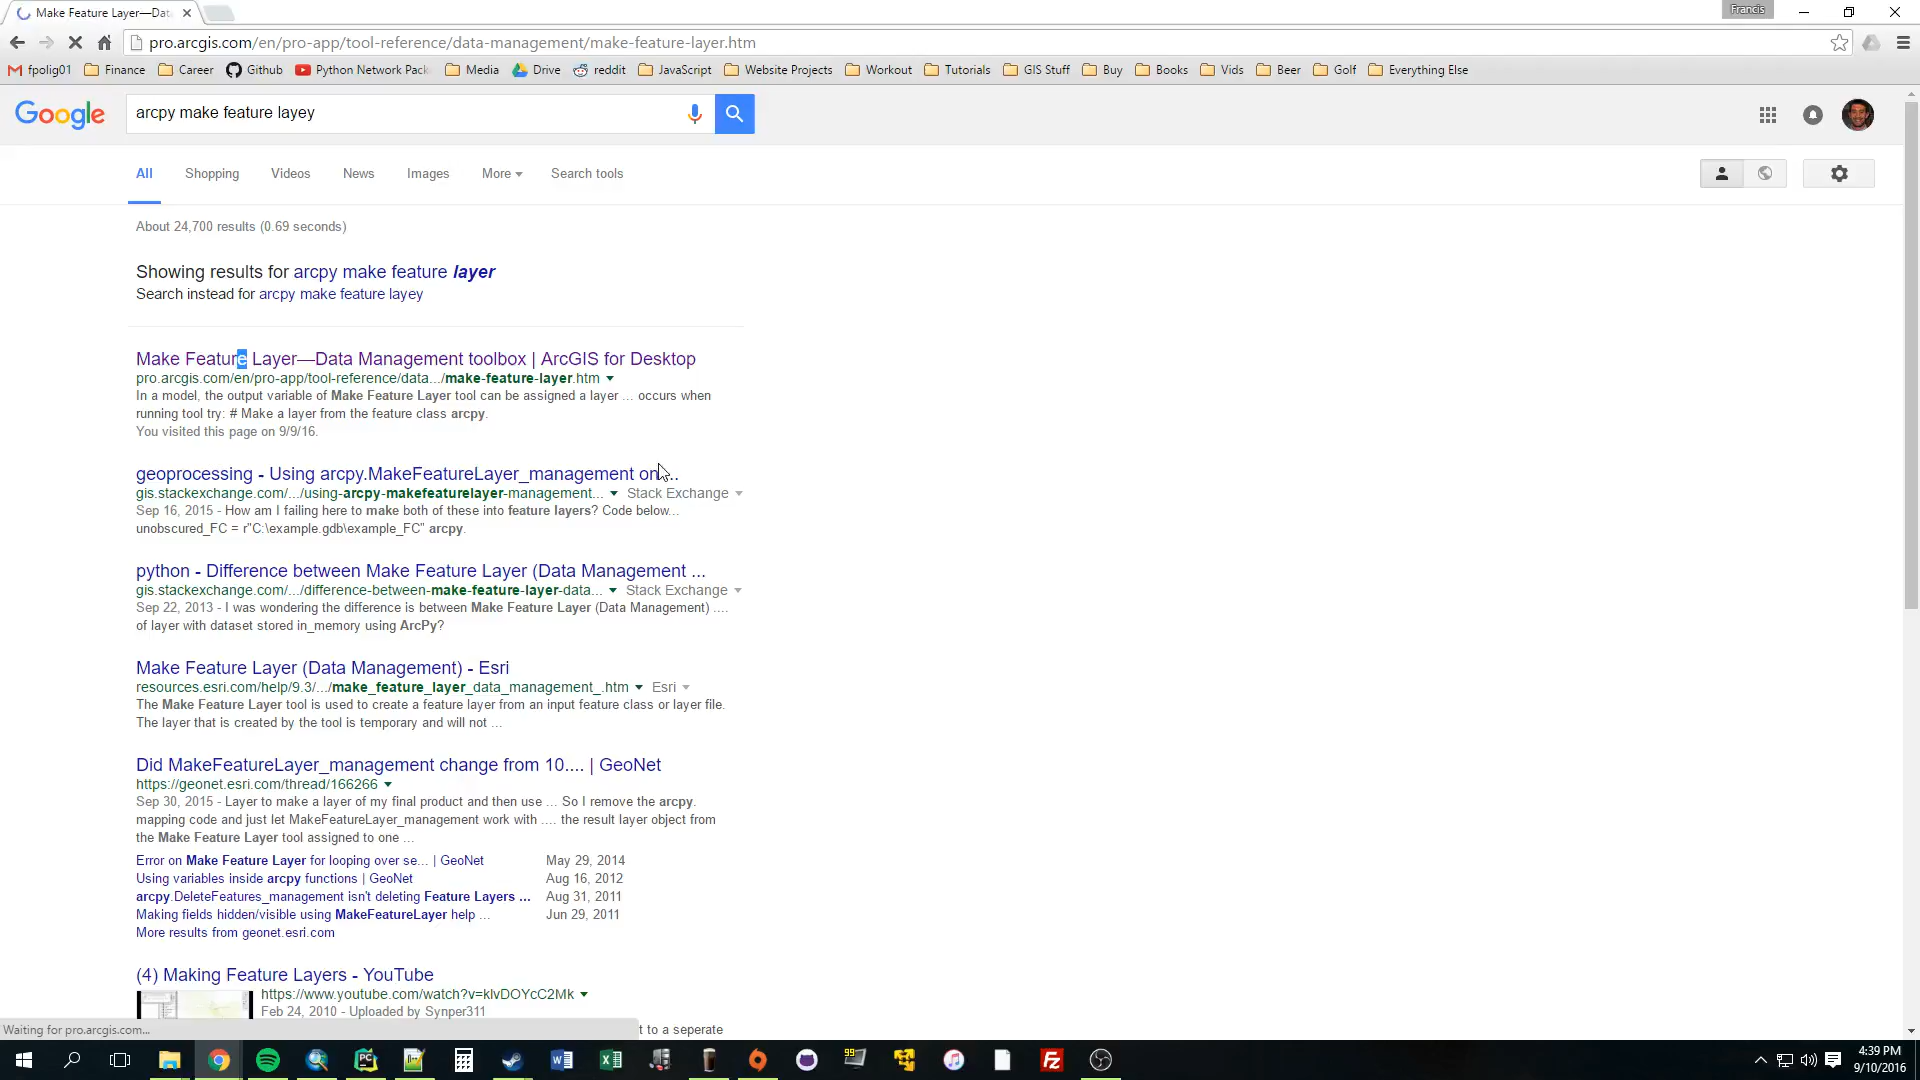 Make Feature Layer—Dat
Francis
pro.arcgis.com/en/pro-app/tool-reference/data-management/make-feature-layer.htm
fpolig01 Finance Career Github Python Network Pack Media Drive reddit JavaScript Website Projects Workout Tutorials GIS Stuff Buy Books Vids Beer Golf Everything Else
Google
arcpy make feature layey
All Shopping Videos News Images More Search tools
About 24,700 results (0.69 seconds)
Showing results for arcpy make feature layer
Search instead for arcpy make feature layey
Make Feature Layer—Data Management toolbox | ArcGIS for Desktop
pro.arcgis.com/en/pro-app/tool-reference/data.../make-feature-layer.htm
In a model, the output variable of Make Feature Layer tool can be assigned a layer ... occurs when
running tool try: # Make a layer from the feature class arcpy.
You visited this page on 9/9/16.
geoprocessing - Using arcpy.MakeFeatureLayer_management on ...
gis.stackexchange.com/.../using-arcpy-makefeaturelayer-management... Stack Exchange
Sep 16, 2015 - How am I failing here to make both of these into feature layers? Code below...
unobscured_FC = r"C:\example.gdb\example_FC" arcpy.
python - Difference between Make Feature Layer (Data Management ...
gis.stackexchange.com/.../difference-between-make-feature-layer-data... Stack Exchange
Sep 22, 2013 - I was wondering the difference is between Make Feature Layer (Data Management) ....
of layer with dataset stored in_memory using ArcPy?
Make Feature Layer (Data Management) - Esri
resources.esri.com/help/9.3/.../make_feature_layer_data_management_.htm Esri
The Make Feature Layer tool is used to create a feature layer from an input feature class or layer file.
The layer that is created by the tool is temporary and will not ...
Did MakeFeatureLayer_management change from 10.... | GeoNet
https://geonet.esri.com/thread/166266
Sep 30, 2015 - Layer to make a layer of my final product and then use ... So I remove the arcpy.
mapping code and just let MakeFeatureLayer_management work with .... the result layer object from
the Make Feature Layer tool assigned to one ...
Error on Make Feature Layer for looping over se... | GeoNet May 29, 2014
Using variables inside arcpy functions | GeoNet Aug 16, 2012
arcpy.DeleteFeatures_management isn't deleting Feature Layers ... Aug 31, 2011
Making fields hidden/visible using MakeFeatureLayer help ... Jun 29, 2011
More results from geonet.esri.com
(4) Making Feature Layers - YouTube
https://www.youtube.com/watch?v=klvDOYcC2Mk
Feb 24, 2010 - Uploaded by Synper311
t to a seperate
Waiting for pro.arcgis.com...
4:39 PM
9/10/2016